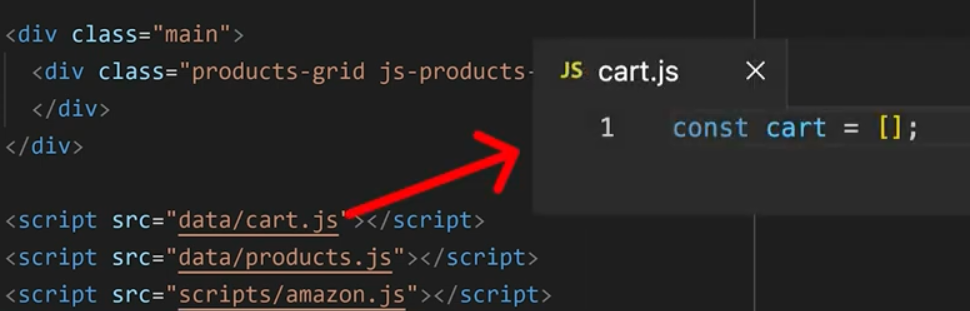 <div class="main">
<div class="products-grid js-products-
</div>
</div>
<script src="data/cart.js"></script>
<script src="data/products.js"></script>
<script src="scripts/amazon.js"></script>
JS cart.js ×
1 const cart = [];